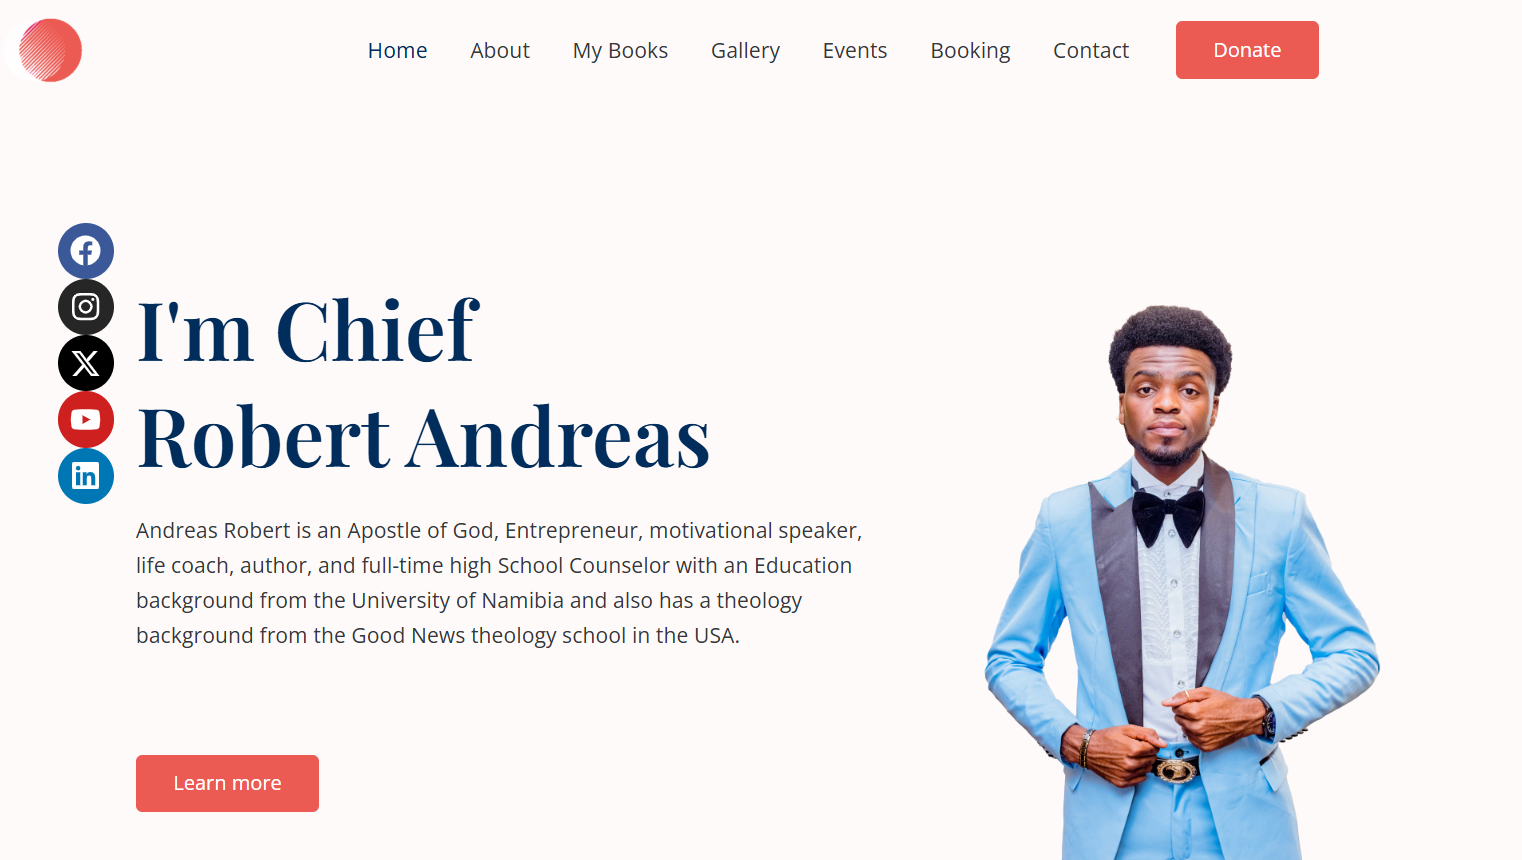 Home
About
My Books
Gallery
Events
Booking
Contact
Donate
I'm Chief
Robert Andreas
Andreas Robert is an Apostle of God, Entrepreneur, motivational speaker,
life coach, author, and full-time high School Counselor with an Education
background from the University of Namibia and also has a theology
background from the Good News theology school in the USA.
Learn more